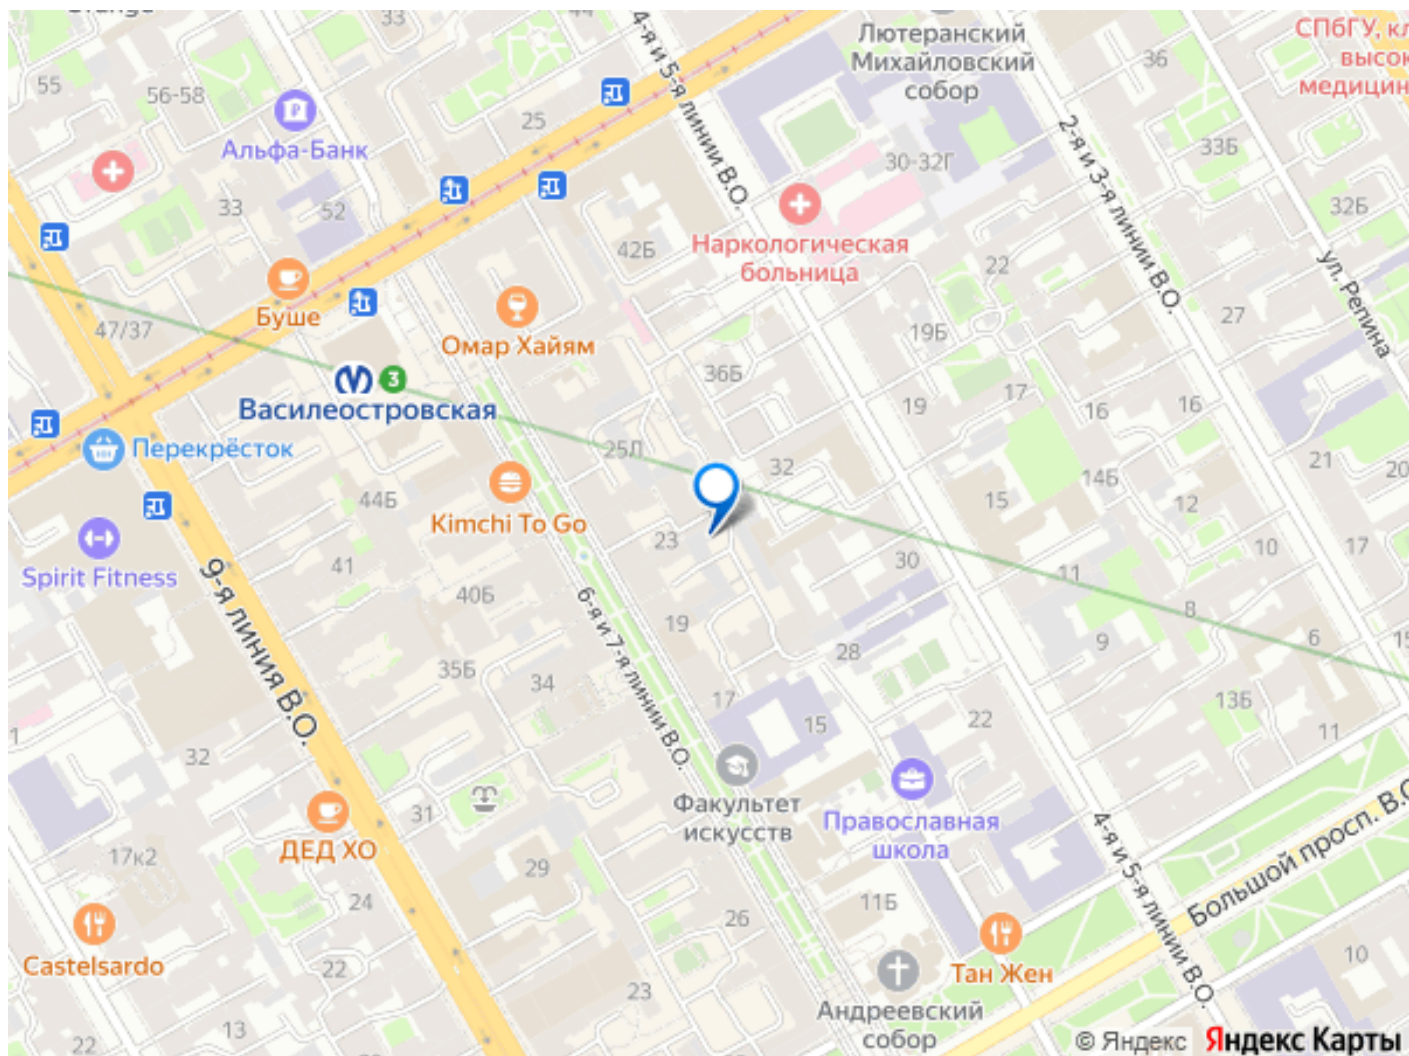 33
44
4-я и 5-я линии В.О.
Лютеранский
Михайловский
собор
36
СПбГУ, кл
высок
медицин
55
56-58
Альфа-Банк
25
30-32Г
2-я и 3-я линии В.О.
33Б
33
52
42Б
Наркологическая
больница
22
32Б
ул. Репина
47/37
Буше
Омар Хайям
36Б
19Б
27
3
Василеостровская
17
19
16
16
Перекрёсток
25Л
32
21
20
44Б
Kimchi To Go
14Б
15
12
Spirit Fitness
41
23
30
10
17
9-я линия В.О.
40Б
6-я и 7-я линии В.О.
19
11
8
9
6
15
35Б
34
28
17
15
22
13Б
11
1
32
Факультет
искусств
Православная
школа
31
ДЕД ХО
4-я и 5-я линии В.О.
Большой просп. В.О
17к2
29
24
11Б
26
Castelsardo
22
Тан Жен
10
23
Андреевский
собор
13
22
© Яндекс Яндекс Карты